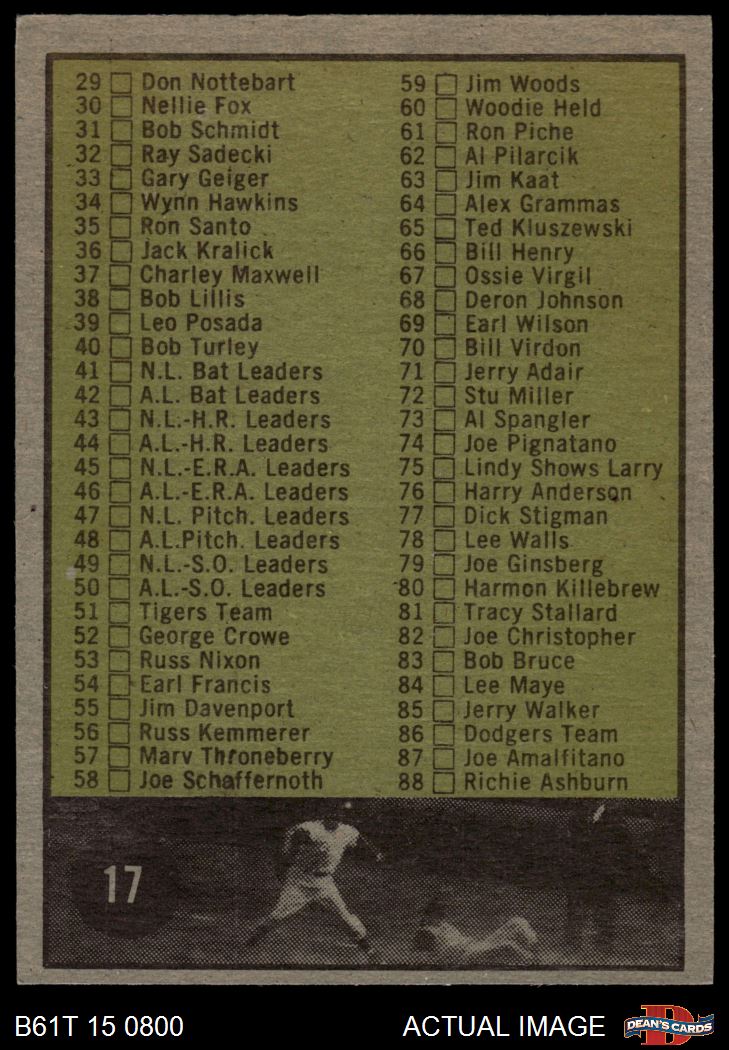 29 Don Nottebart
30 Nellie Fox
31 Bob Schmidt
32 Ray Sadecki
33 Gary Geiger
34 Wynn Hawkins
35 Ron Santo
36 Jack Kralick
37 Charley Maxwell
38 Bob Lillis
39 Leo Posada
40 Bob Turley
41 N.L. Bat Leaders
42 A.L. Bat Leaders
43 N.L.-H.R. Leaders
44 A.L.-H.R. Leaders
45 N.L.-E.R.A. Leaders
46 A.L.-E.R.A. Leaders
47 N.L. Pitch. Leaders
48 A.L.Pitch. Leaders
49 N.L.-S.O. Leaders
50 A.L.-S.O. Leaders
51 Tigers Team
52 George Crowe
53 Russ Nixon
54 Earl Francis
55 Jim Davenport
56 Russ Kemmerer
57 Marv Throneberry
58 Joe Schaffernoth
59 Jim Woods
60 Woodie Held
61 Ron Piche
62 Al Pilarcik
63 Jim Kaat
64 Alex Grammas
65 Ted Kluszewski
66 Bill Henry
67 Ossie Virgil
68 Deron Johnson
69 Earl Wilson
70 Bill Virdon
71 Jerry Adair
72 Stu Miller
73 Al Spangler
74 Joe Pignatano
75 Lindy Shows Larry
76 Harry Anderson
77 Dick Stigman
78 Lee Walls
79 Joe Ginsberg
80 Harmon Killebrew
81 Tracy Stallard
82 Joe Christopher
83 Bob Bruce
84 Lee Maye
85 Jerry Walker
86 Dodgers Team
87 Joe Amalfitano
88 Richie Ashburn
17
B61T 15 0800
ACTUAL IMAGE
D
DEAN'S CARDS